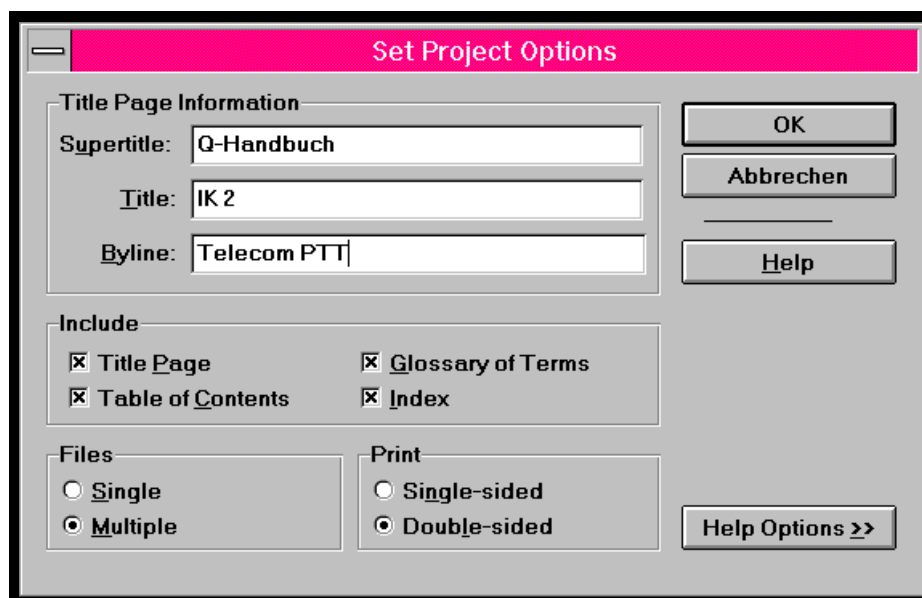 Set Project Options
Title Page Information
Supertitle: Q-Handbuch
Title: IK 2
Byline: Telecom PTT
OK
Abbrechen
Help
Include
Title Page
Glossary of Terms
Table of Contents
Index
Files
Single
Multiple
Print
Single-sided
Double-sided
Help Options >>